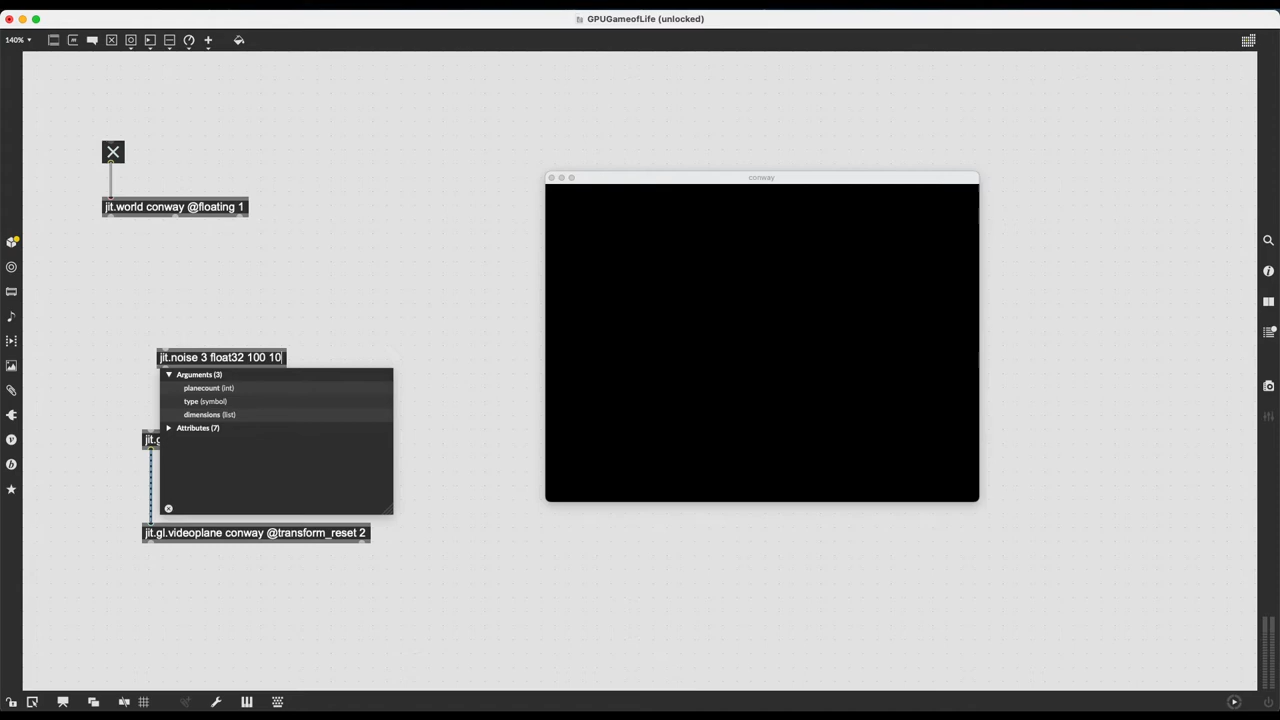 GPUGameofLife (unlocked)
140%
jit.world conway @floating 1
conway
jit.noise 3 float32 100 10
Arguments (3)
planecount (int)
type (symbol)
dimensions (list)
Attributes (7)
jit.g
jit.gl.videoplane conway @transform_reset 2